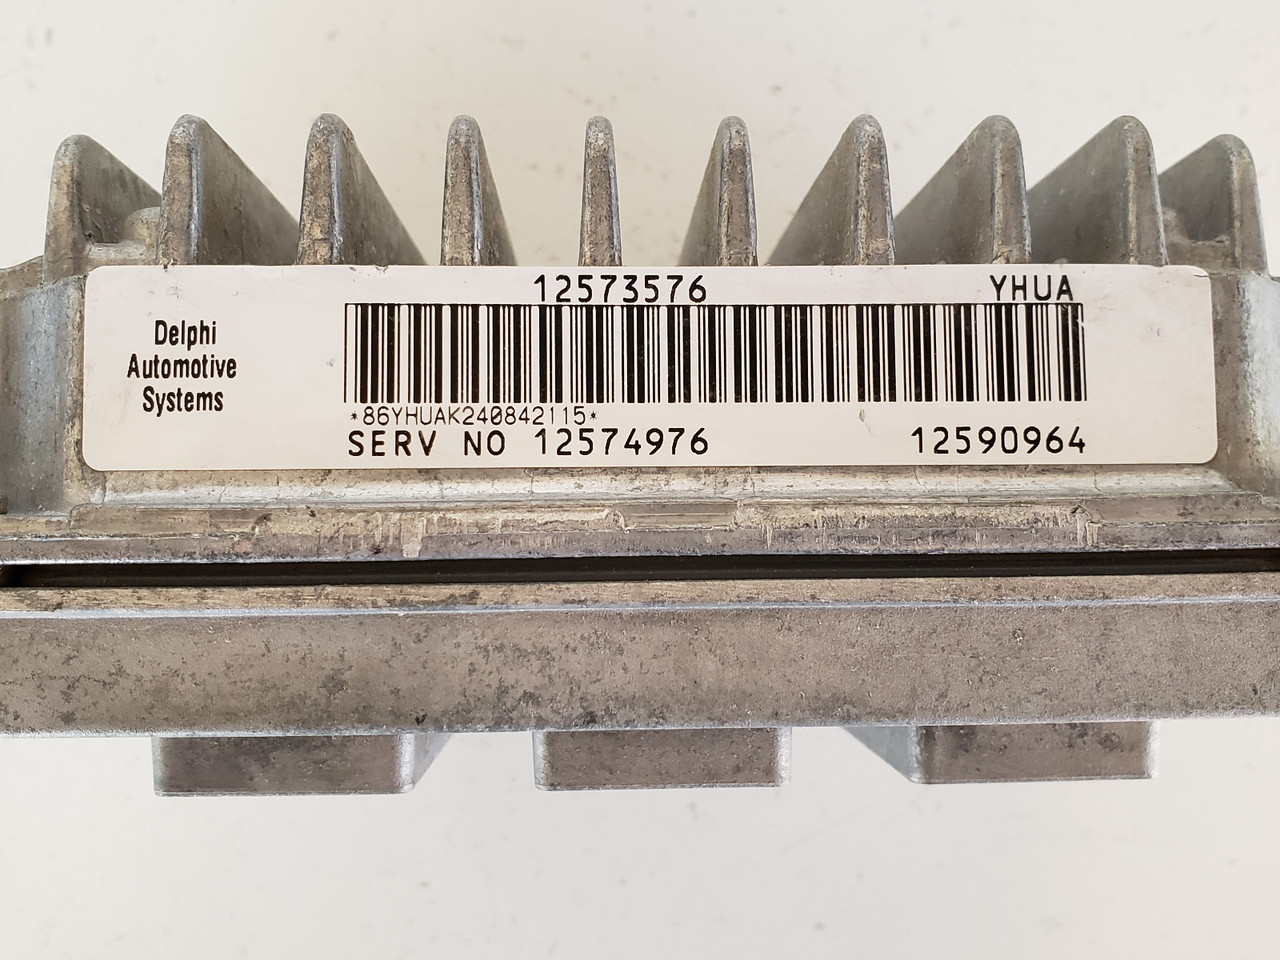 12573576 YHUA
Delphi
Automotive
Systems
*86YHUAK240842115*
SERV NO 12574976 12590964